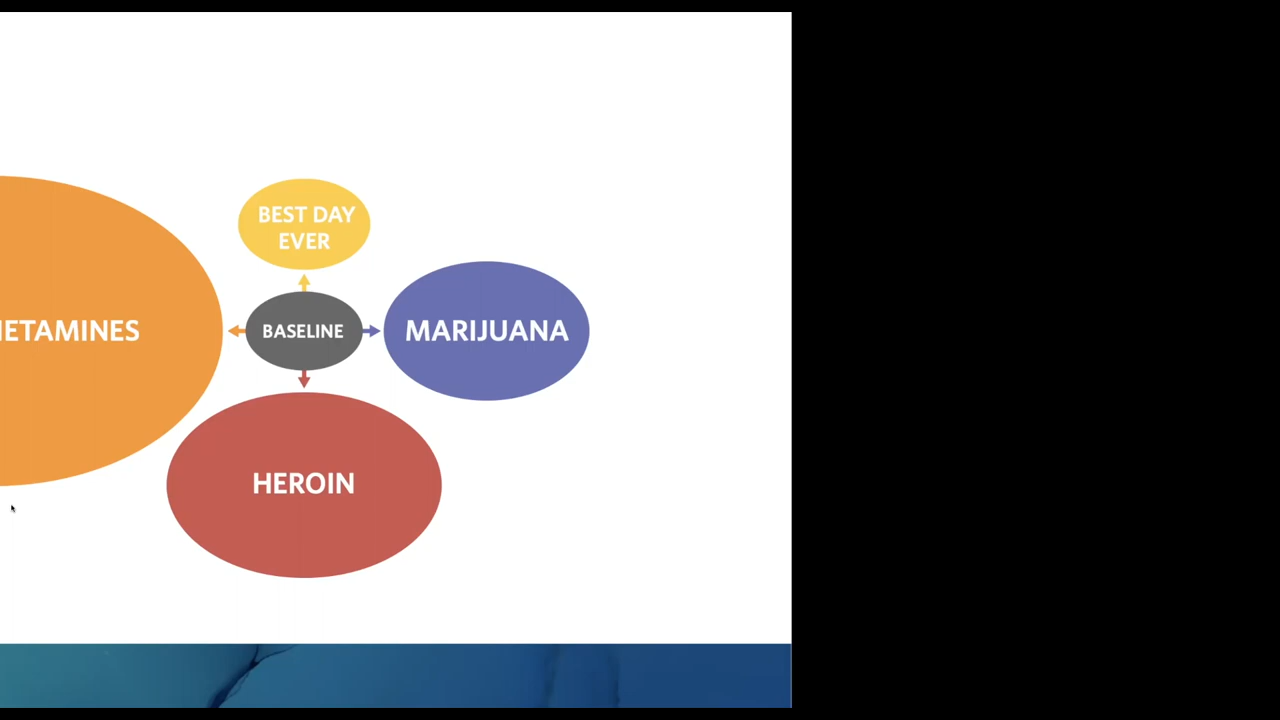 BEST DAY
EVER
BASELINE
MARIJUANA
ETAMINES
HEROIN